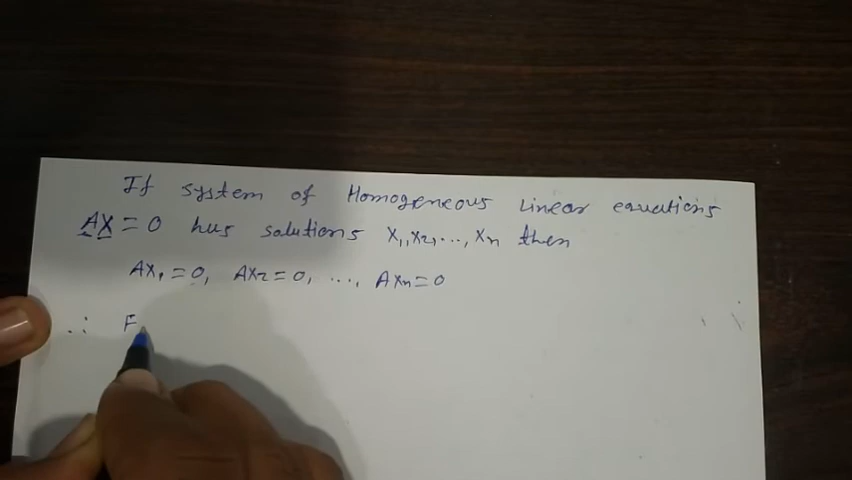 If system of Homogeneous Linear equations
AX = 0 has solutions X₁, X₂, ..., Xₙ then
AX₁ = 0, AX₂ = 0, ..., AXₙ = 0
∴ F